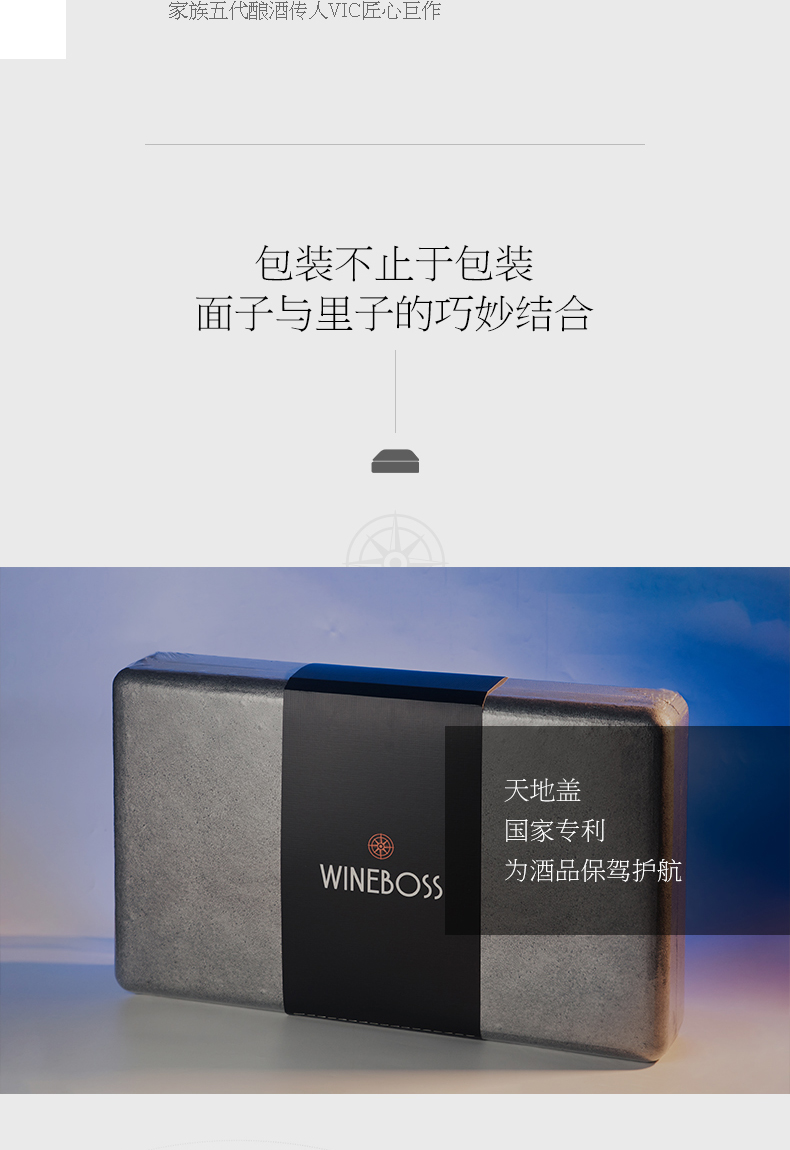 家族五代酿酒传人VIC匠心巨作
包装不止于包装
面子与里子的巧妙结合
天地盖
国家专利
为酒品保驾护航
WINEBOSS